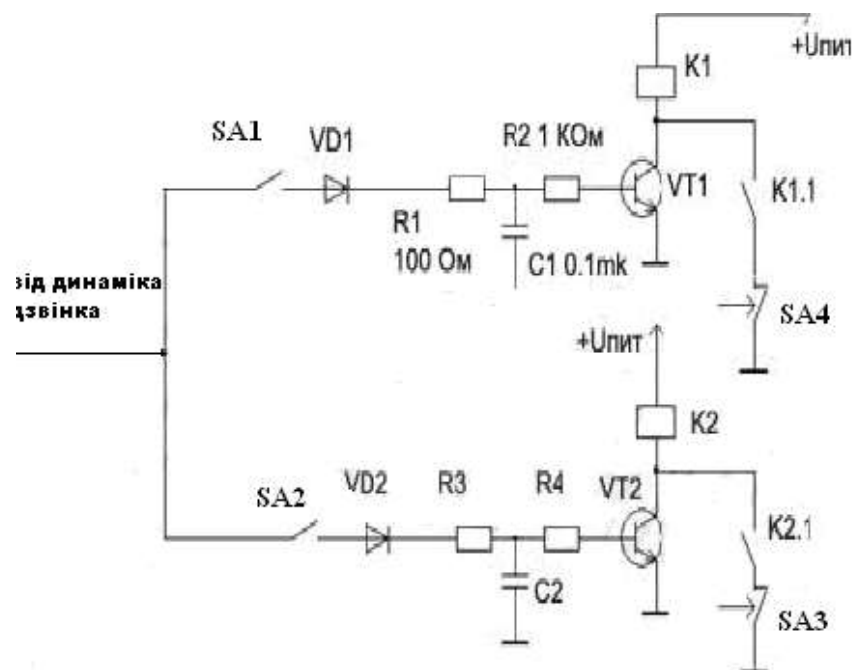 +Uпит
K1
SA1
VD1
R2 1 КОм
VT1
K1.1
R1
100 Ом
C1 0.1mk
від динаміка
дзвінка
SA4
+Uпит
K2
SA2
VD2
R3
R4
VT2
K2.1
C2
SA3